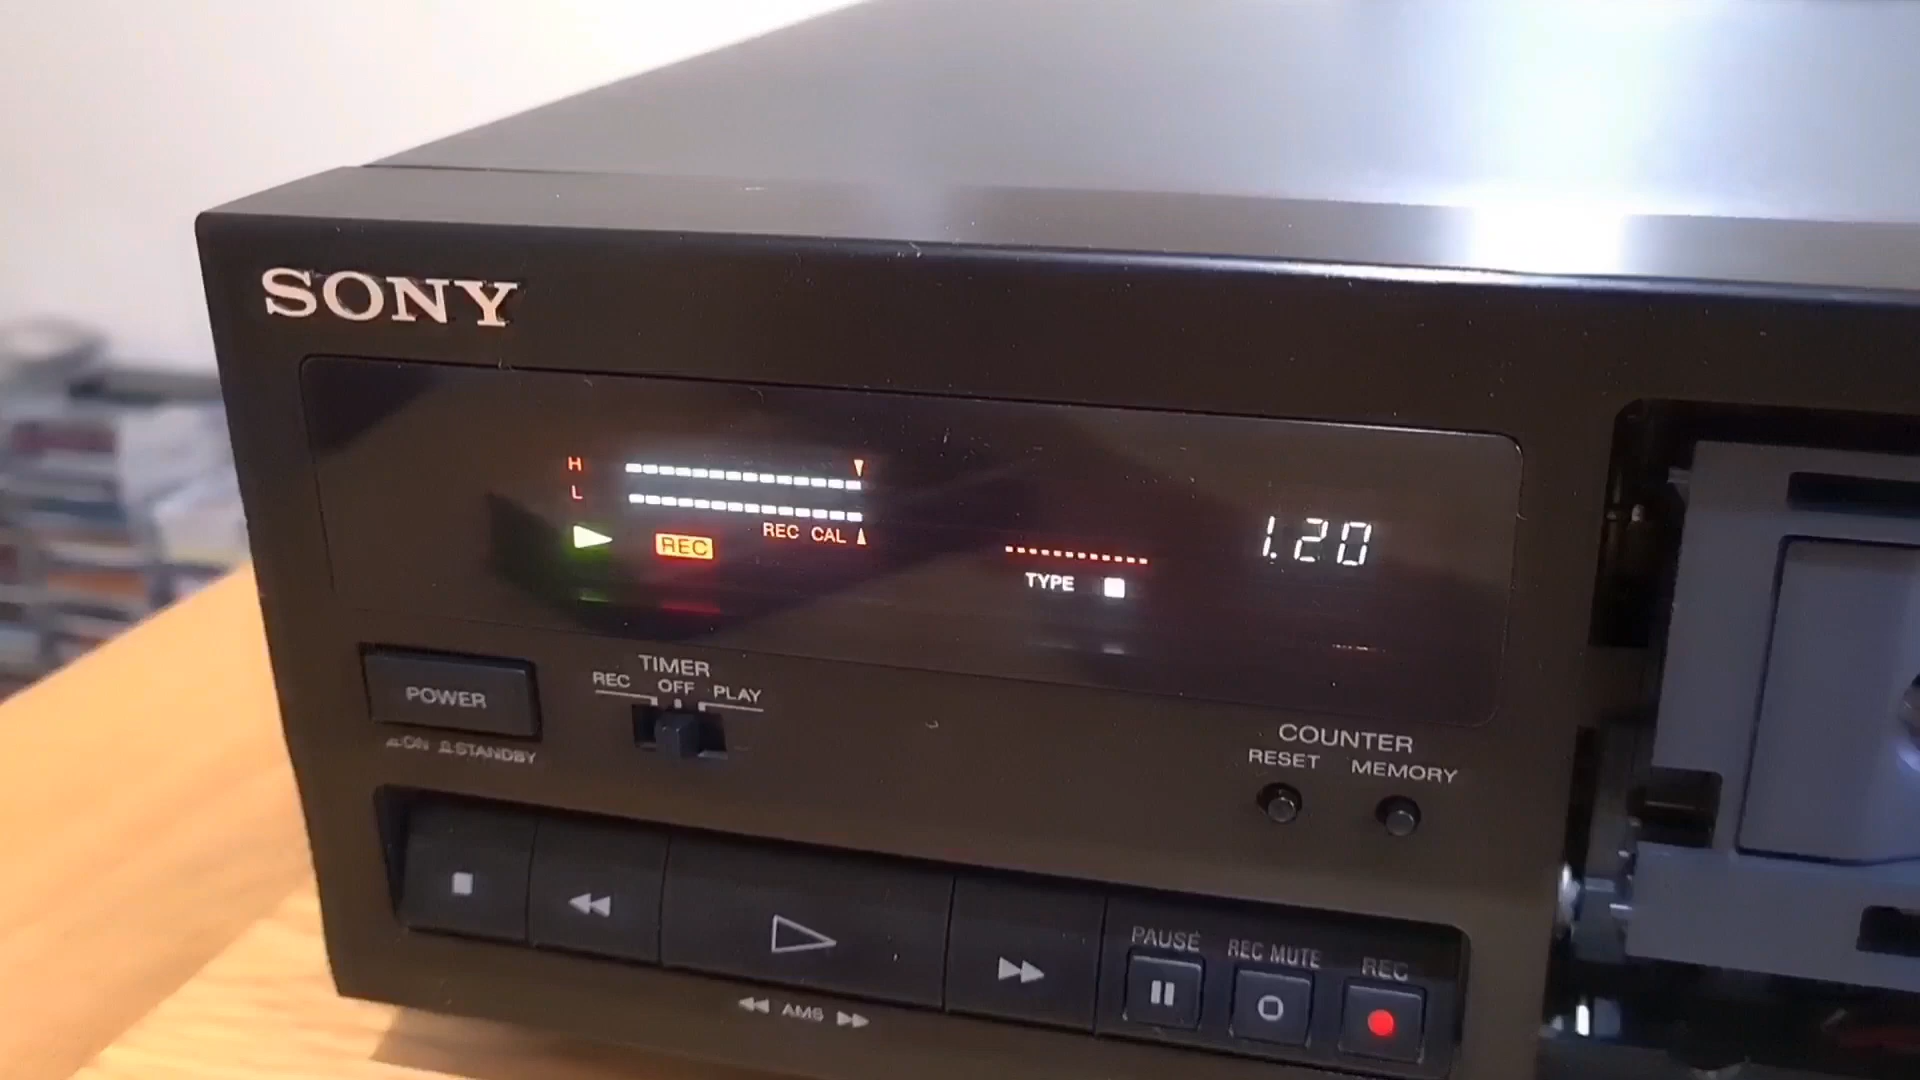 SONY
H
L
REC CAL
REC
TYPE
1.20
POWER
ON STANDBY
TIMER
REC OFF PLAY
COUNTER
RESET MEMORY
PAUSE REC MUTE REC
AMS